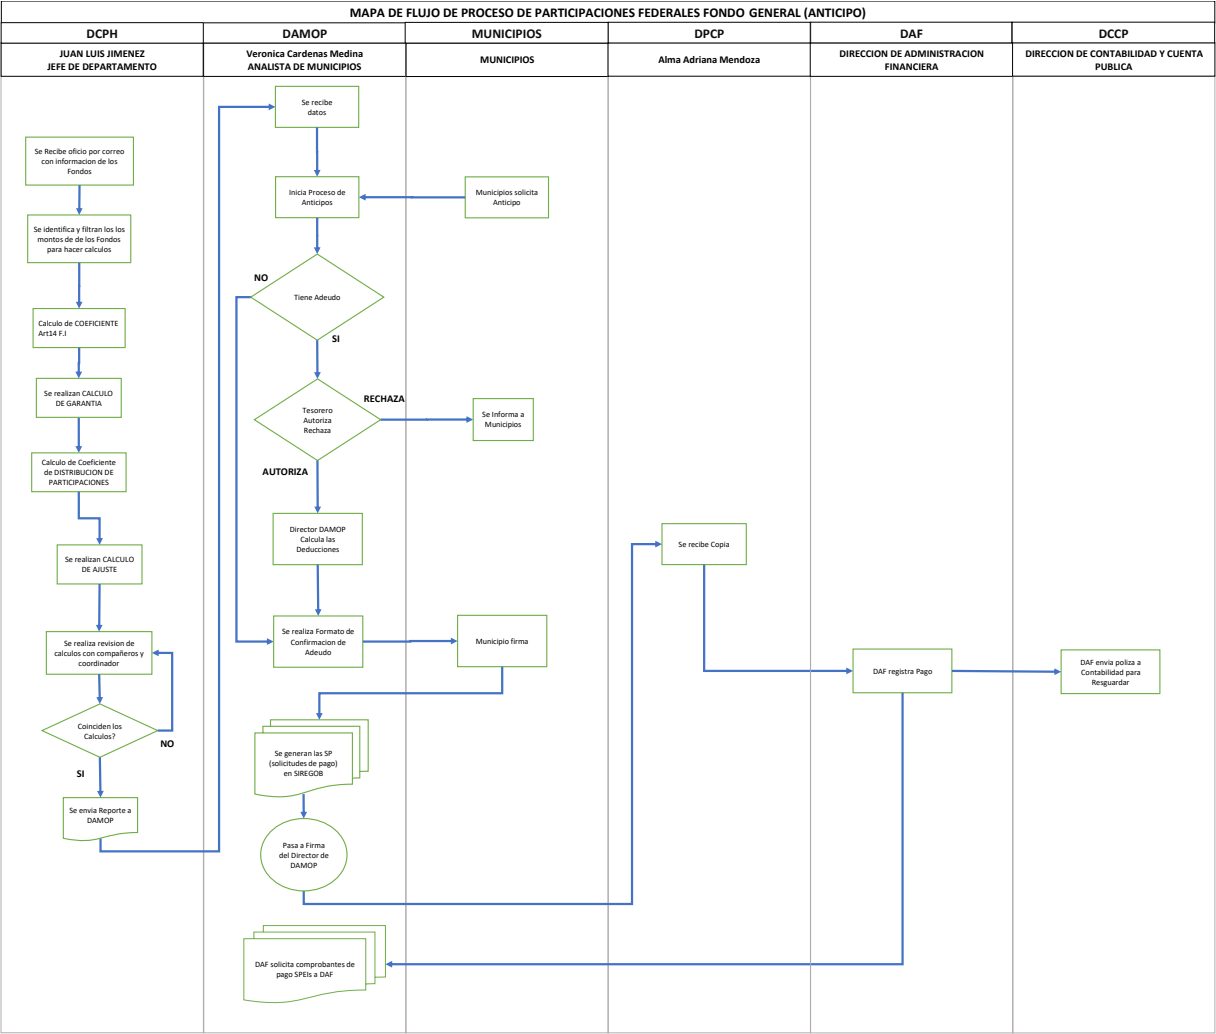 MAPA DE FLUJO DE PROCESO DE PARTICIPACIONES FEDERALES FONDO GENERAL (ANTICIPO)
DCPH
DAMOP
MUNICIPIOS
DPCP
DAF
DCCP
JUAN LUIS JIMENEZ
JEFE DE DEPARTAMENTO
Veronica Cardenas Medina
ANALISTA DE MUNICIPIOS
MUNICIPIOS
Alma Adriana Mendoza
DIRECCION DE ADMINISTRACION
FINANCIERA
DIRECCION DE CONTABILIDAD Y CUENTA
PUBLICA
Se Recibe oficio por correo
con informacion de los
Fondos
Se identifica y filtran los los
montos de de los Fondos
para hacer calculos
Calculo de COEFICIENTE
Art14 F.I
Se realizan CALCULO
DE GARANTIA
Calculo de Coeficiente
de DISTRIBUCION DE
PARTICIPACIONES
Se realizan CALCULO
DE AJUSTE
Se realiza revision de
calculos con compañeros y
coordinador
Coinciden los
Calculos?
NO
SI
Se envia Reporte a
DAMOP
Se recibe
datos
Inicia Proceso de
Anticipos
Municipios solicita
Anticipo
NO
Tiene Adeudo
SI
RECHAZA
Tesorero
Autoriza
Rechaza
Se Informa a
Municipios
AUTORIZA
Director DAMOP
Calcula las
Deducciones
Se realiza Formato de
Confirmacion de
Adeudo
Municipio firma
Se generan las SP
(solicitudes de pago)
en SIREGOB
Pasa a Firma
del Director de
DAMOP
Se recibe Copia
DAF registra Pago
DAF envia poliza a
Contabilidad para
Resguardar
DAF solicita comprobantes de
pago SPEIs a DAF